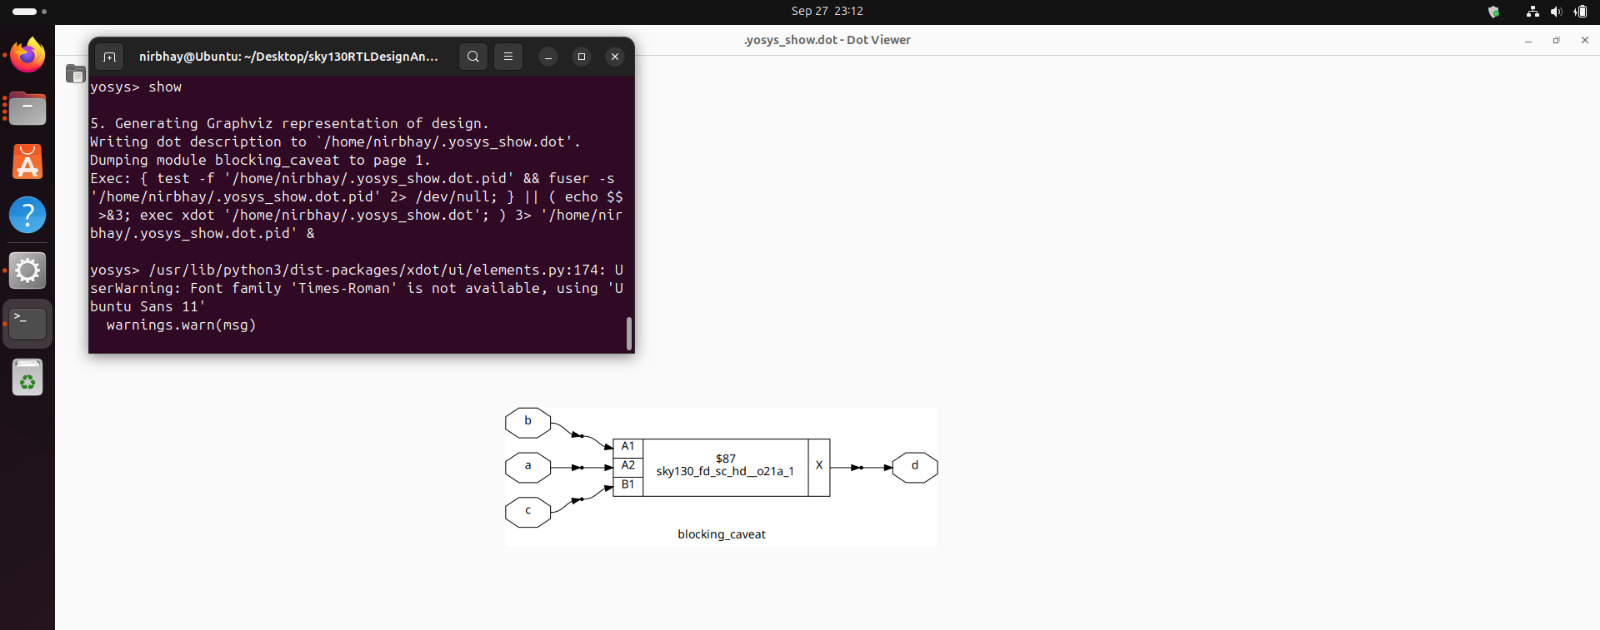 Sep 27 23:12
.yosys_show.dot - Dot Viewer
nirbhay@Ubuntu: ~/Desktop/sky130RTLDesignAn...
yosys> show
5. Generating Graphviz representation of design.
Writing dot description to `/home/nirbhay/.yosys_show.dot'.
Dumping module blocking_caveat to page 1.
Exec: { test -f '/home/nirbhay/.yosys_show.dot.pid' && fuser -s
'/home/nirbhay/.yosys_show.dot.pid' 2> /dev/null; } || ( echo $$
>&3; exec xdot '/home/nirbhay/.yosys_show.dot'; ) 3> '/home/nir
bhay/.yosys_show.dot.pid' &
yosys> /usr/lib/python3/dist-packages/xdot/ui/elements.py:174: U
serWarning: Font family 'Times-Roman' is not available, using 'U
buntu Sans 11'
warnings.warn(msg)
b
A1
a
A2
$87
sky130_fd_sc_hd__o21a_1
X
d
B1
c
blocking_caveat